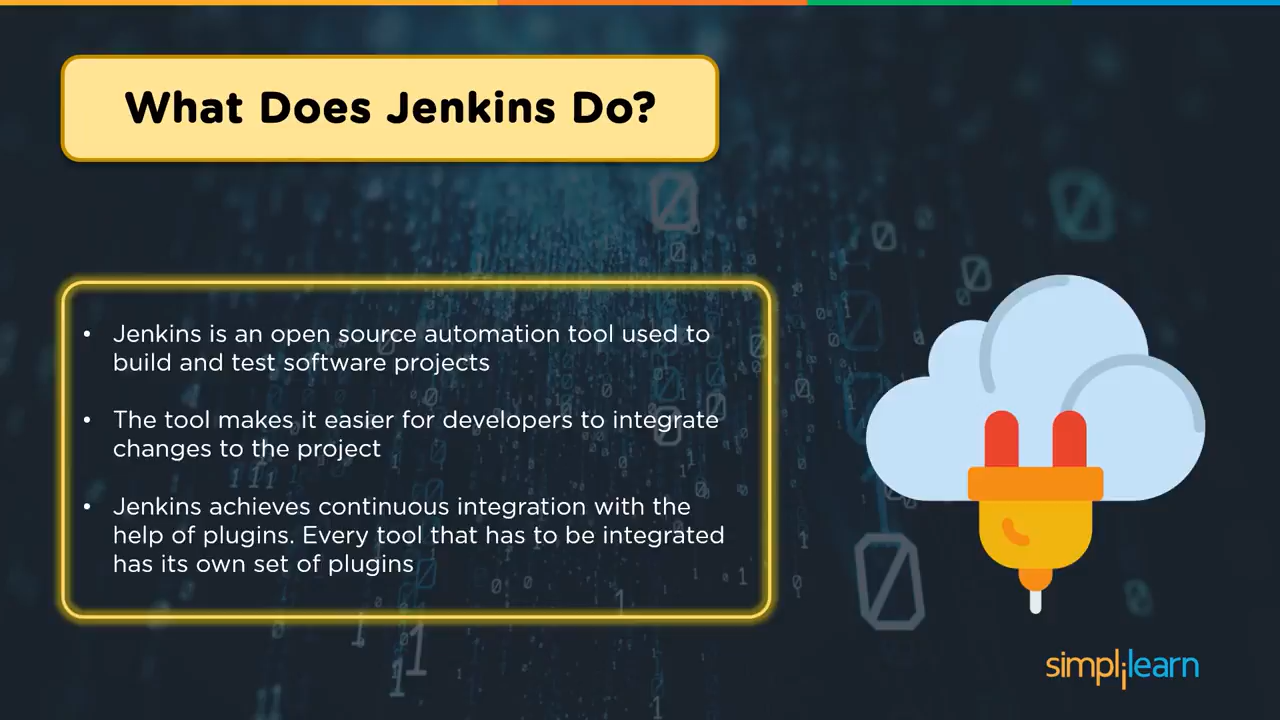 What Does Jenkins Do?
• Jenkins is an open source automation tool used to
build and test software projects
• The tool makes it easier for developers to integrate
changes to the project
• Jenkins achieves continuous integration with the
help of plugins. Every tool that has to be integrated
has its own set of plugins
simplilearn